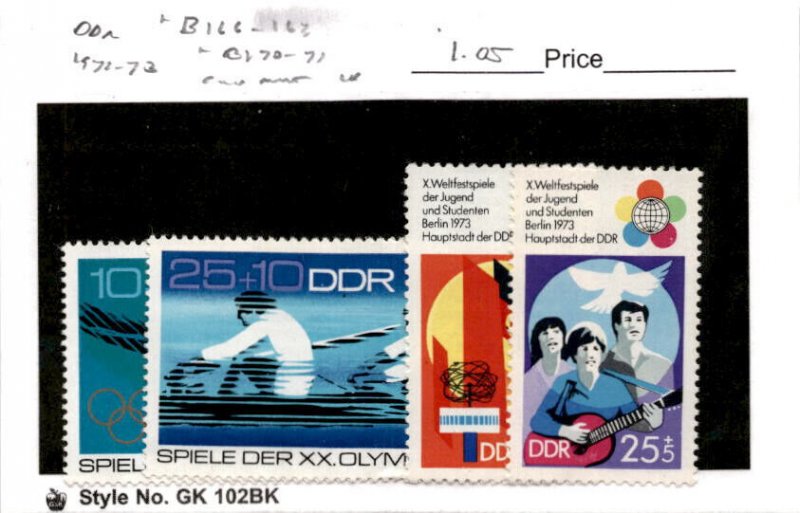 DDR B166-167
1971-73 B170-71
1.05 Price
X.Weltfestspiele
der Jugend
und Studenten
Berlin 1973
Hauptstadt der DDR
X.Weltfestspiele
der Jugend
und Studenten
Berlin 1973
Hauptstadt der DDR
10
25+10 DDR
SPIEL
SPIELE DER XX.OLYM
DD
DDR 25+5
Style No. GK 102BK